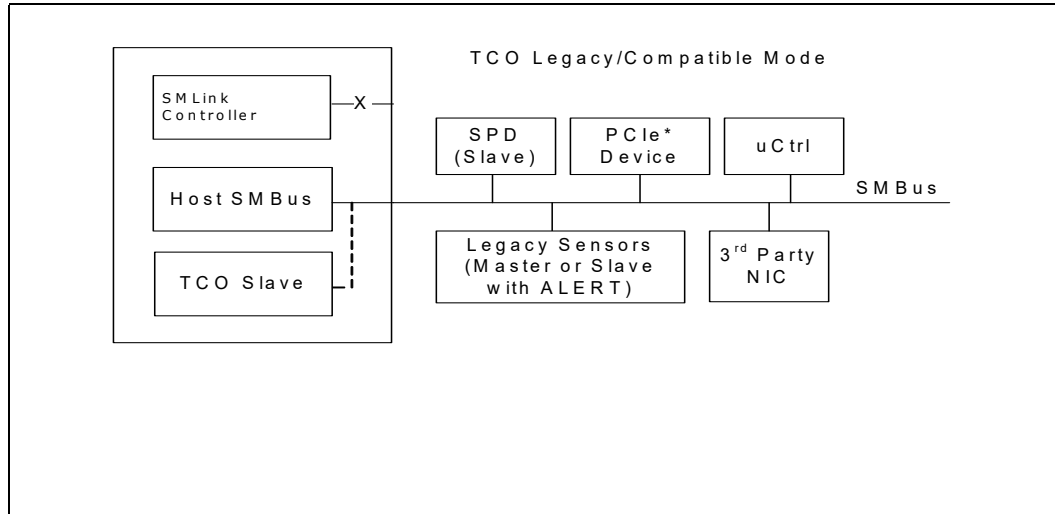 TCO Legacy/Compatible Mode
SMLink
Controller
X
SPD
(Slave)
PCIe*
Device
uCtrl
Host SMBus
SMBus
TCO Slave
Legacy Sensors
(Master or Slave
with ALERT)
3rd Party
NIC